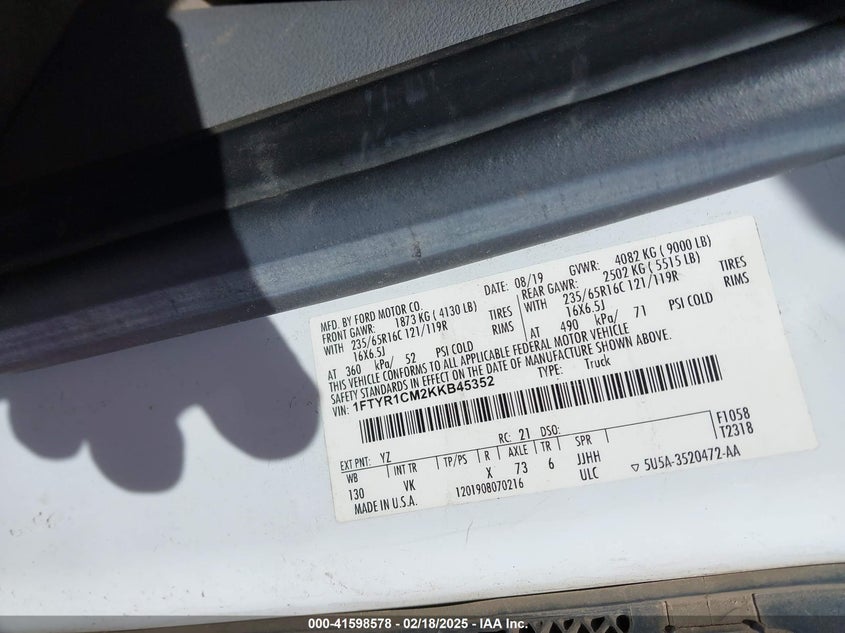 MFD. BY FORD MOTOR CO. DATE: 08/19 GVWR: 4082 KG ( 9000 LB)
FRONT GAWR: 1873 KG ( 4130 LB) REAR GAWR: 2502 KG ( 5515 LB)
WITH 235/65R16C 121/119R TIRES WITH 235/65R16C 121/119R TIRES
16X6.5J RIMS 16X6.5J RIMS
AT 360 kPa/ 52 PSI COLD AT 490 kPa/ 71 PSI COLD
THIS VEHICLE CONFORMS TO ALL APPLICABLE FEDERAL MOTOR VEHICLE
SAFETY STANDARDS IN EFFECT ON THE DATE OF MANUFACTURE SHOWN ABOVE.
VIN: 1FTYR1CM2KKB45352 TYPE: Truck
EXT PNT: YZ RC: 21 DSO: F1058
WB INT TR TP/PS R AXLE TR SPR T2318
130 VK X 73 6 JJHH
MADE IN U.S.A. 1201908070216 ULC ▽ 5U5A-3520472-AA
000-41598578 - 02/18/2025 - IAA Inc.